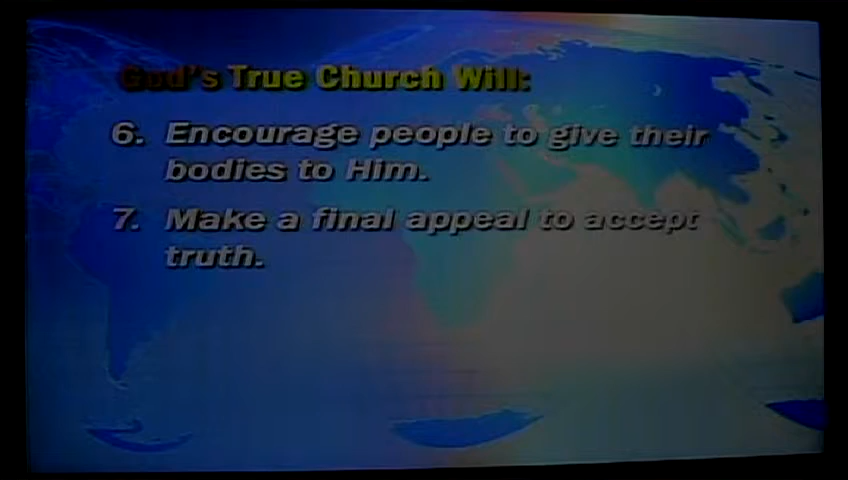 God's True Church Will:
6. Encourage people to give their
bodies to Him.
7. Make a final appeal to accept
truth.